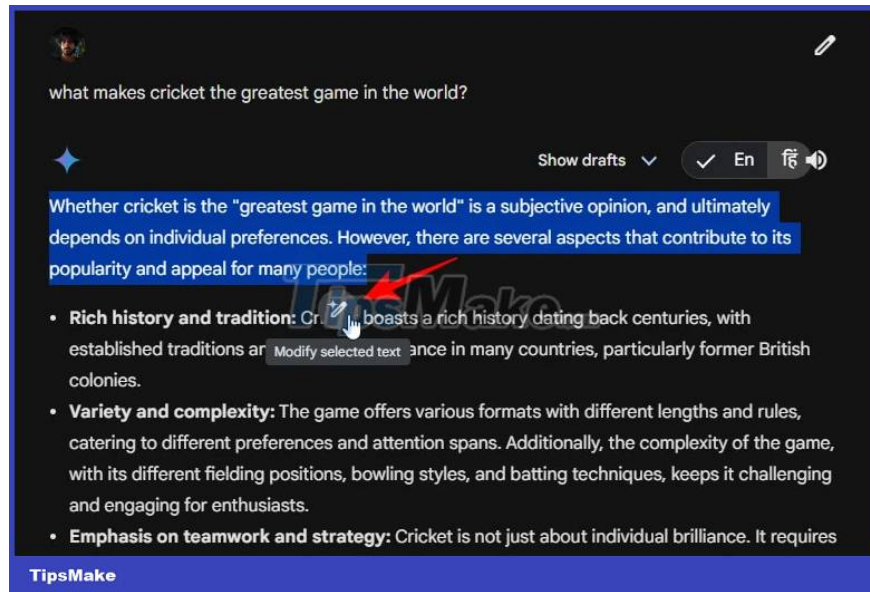 what makes cricket the greatest game in the world?
Show drafts En हिं
Whether cricket is the "greatest game in the world" is a subjective opinion, and ultimately
depends on individual preferences. However, there are several aspects that contribute to its
popularity and appeal for many people:
• Rich history and tradition: Cr boasts a rich history dating back centuries, with
established traditions ar ance in many countries, particularly former British
Modify selected text
colonies.
• Variety and complexity: The game offers various formats with different lengths and rules,
catering to different preferences and attention spans. Additionally, the complexity of the game,
with its different fielding positions, bowling styles, and batting techniques, keeps it challenging
and engaging for enthusiasts.
• Emphasis on teamwork and strategy: Cricket is not just about individual brilliance. It requires
TipsMake
TipsMake